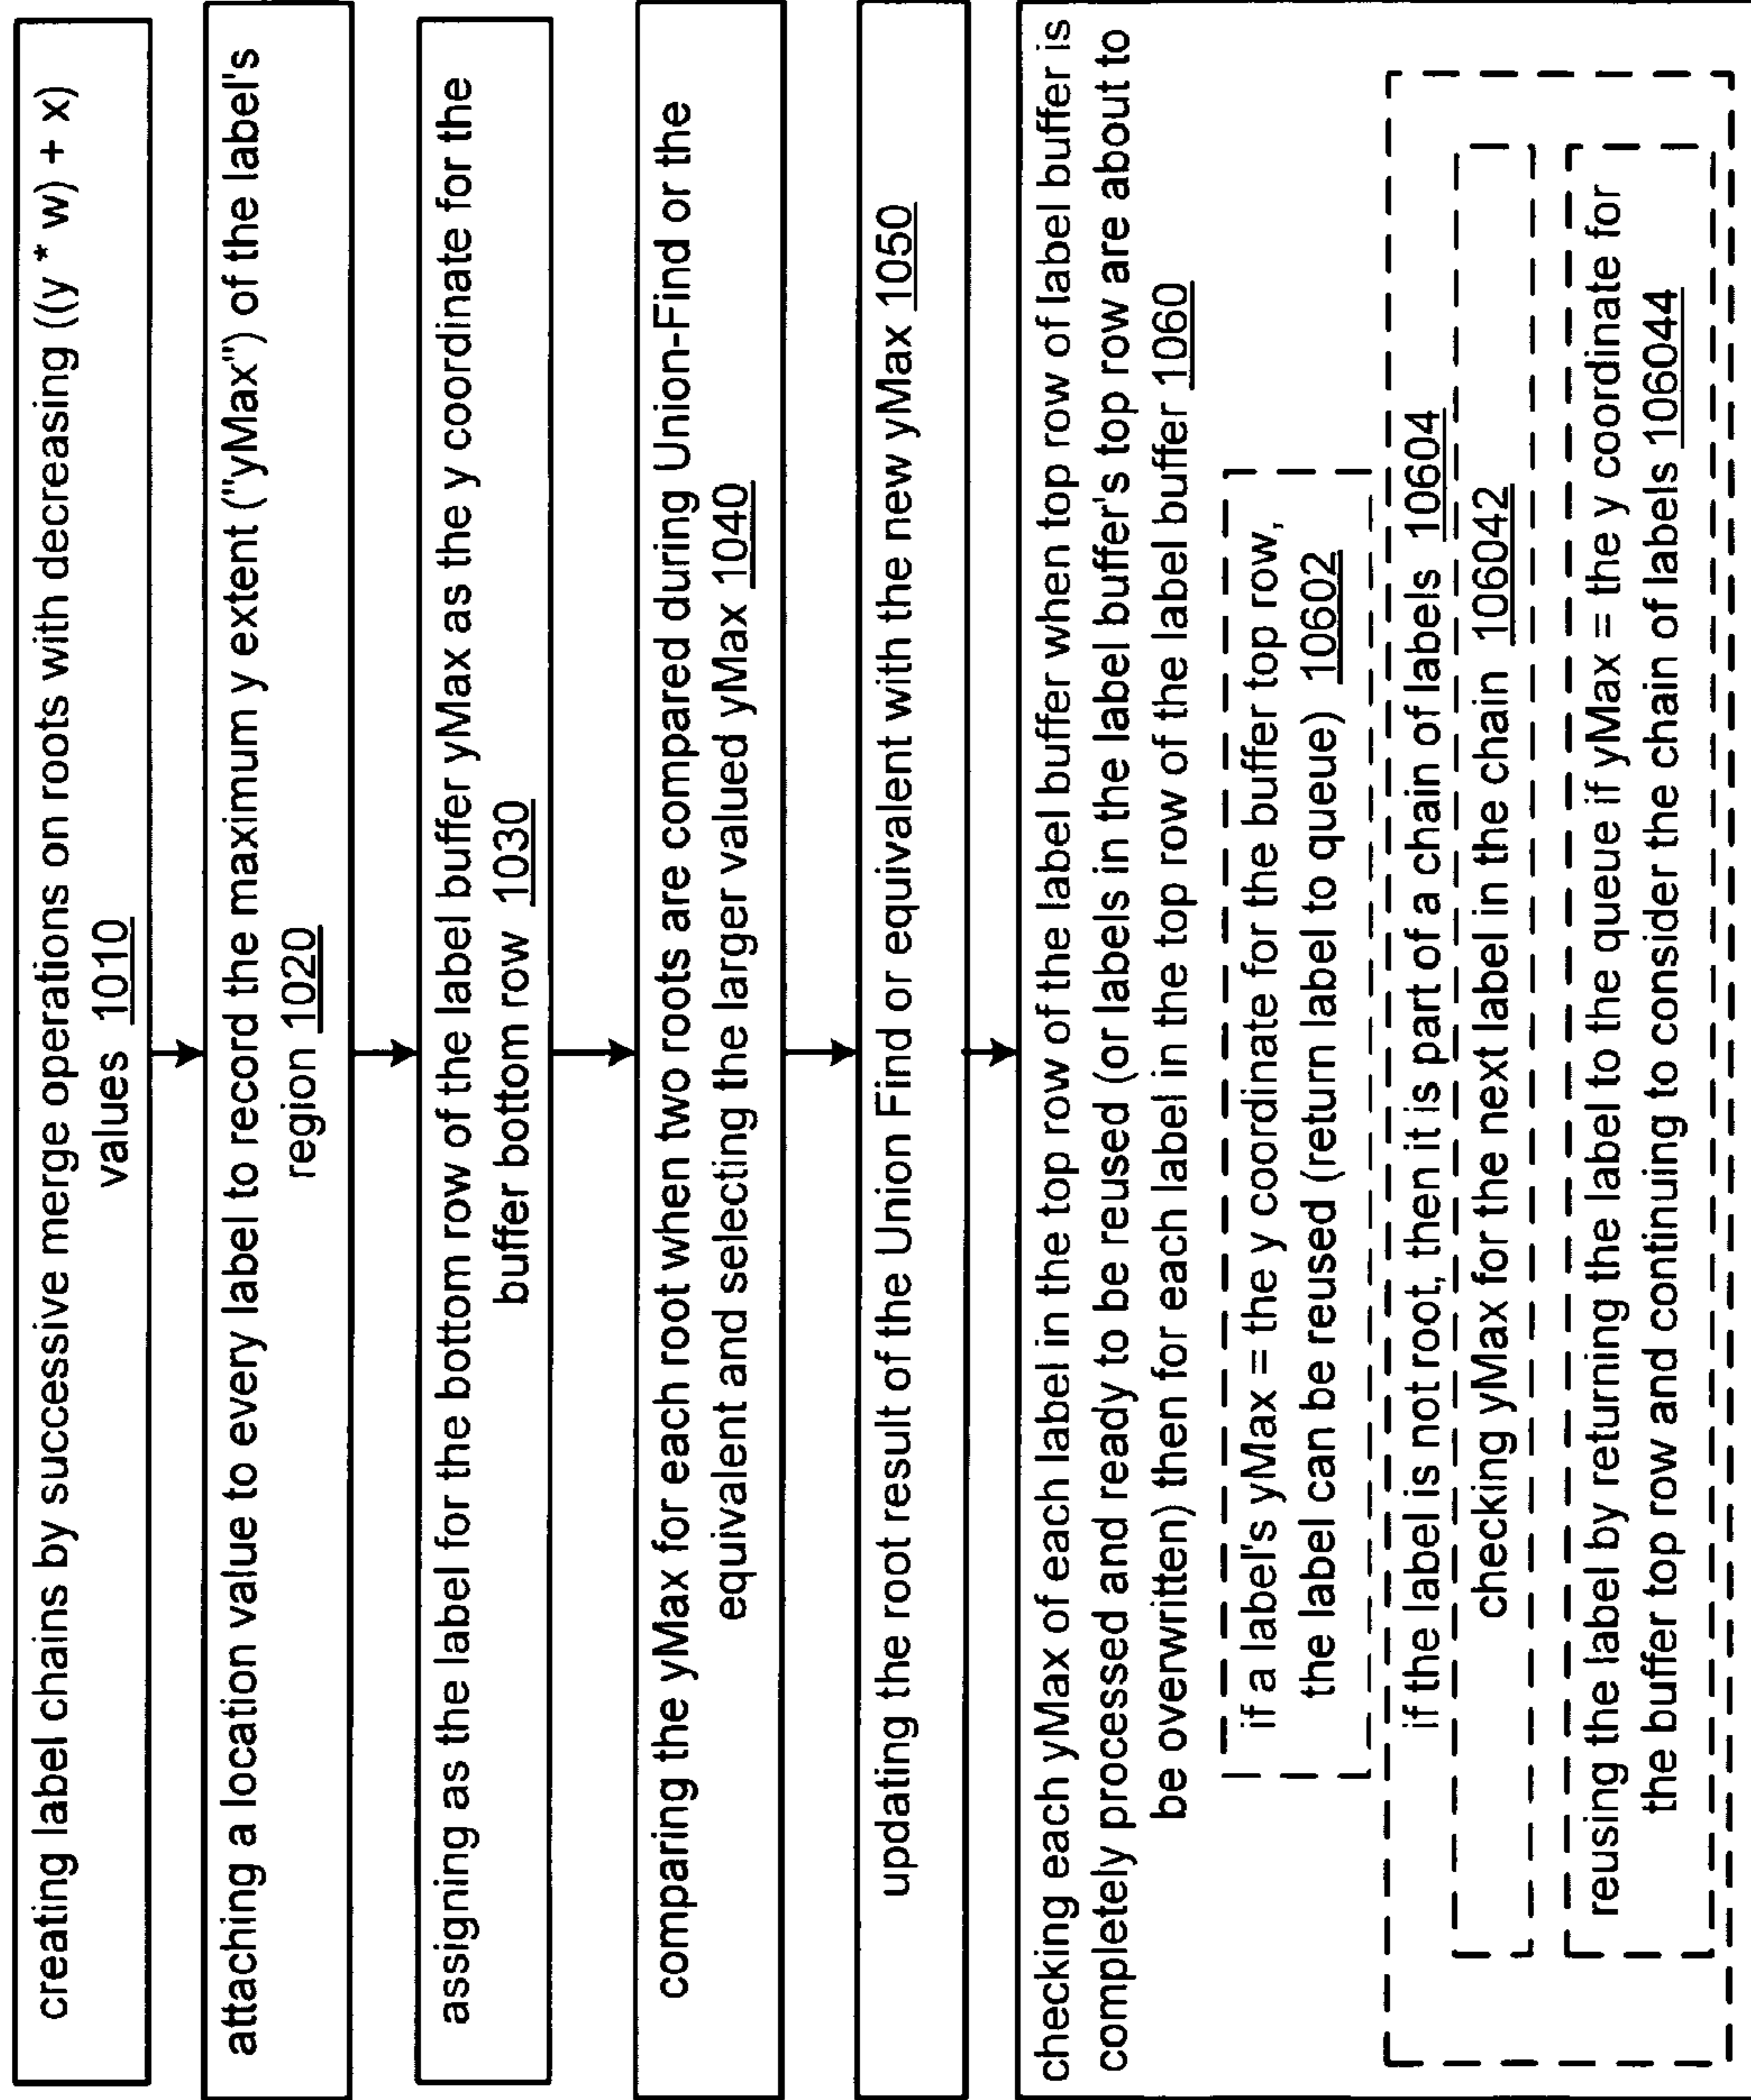 creating label chains by successive merge operations on roots with decreasing ((y * w) + x)
values 1010
attaching a location value to every label to record the maximum y extent ("yMax") of the label's
region 1020
assigning as the label for the bottom row of the label buffer yMax as the y coordinate for the
buffer bottom row 1030
comparing the yMax for each root when two roots are compared during Union-Find or the
equivalent and selecting the larger valued yMax 1040
updating the root result of the Union Find or equivalent with the new yMax 1050
checking each yMax of each label in the top row of the label buffer when top row of label buffer is
completely processed and ready to be reused (or labels in the label buffer's top row are about to
be overwritten) then for each label in the top row of the label buffer 1060
if a label's yMax = the y coordinate for the buffer top row,
the label can be reused (return label to queue) 10602
if the label is not root, then it is part of a chain of labels 10604
checking yMax for the next label in the chain 106042
reusing the label by returning the label to the queue if yMax = the y coordinate for
the buffer top row and continuing to consider the chain of labels 106044